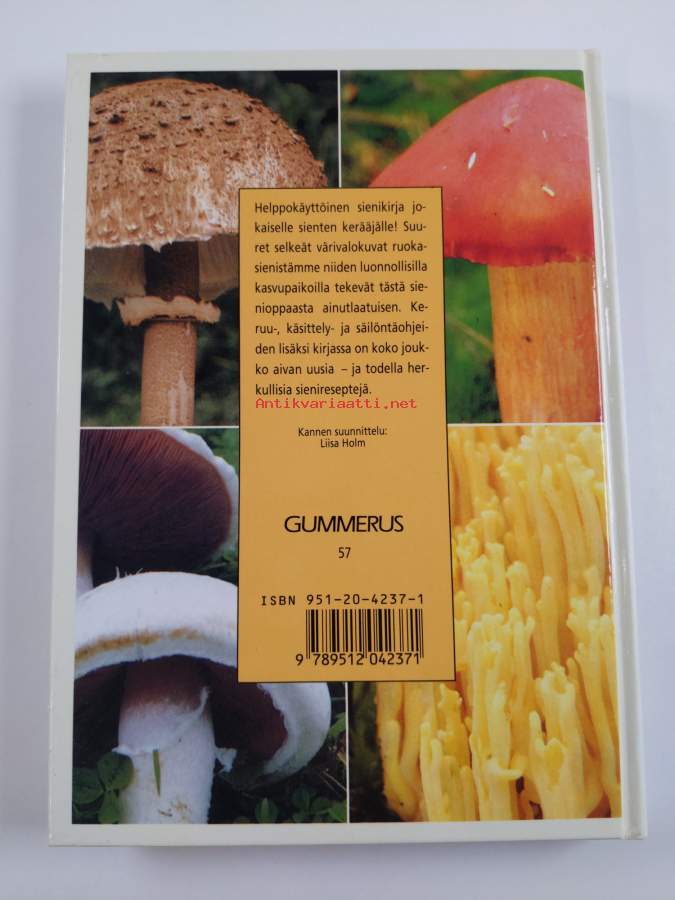 Helppokäyttöinen sienikirja jo-
kaiselle sienten kerääjälle! Suu-
ret selkeät värivalokuvat ruoka-
sienistämme niiden luonnollisilla
kasvupaikoilla tekevät tästä sie-
nioppaasta ainutlaatuisen. Ke-
ruu-, käsittely- ja säilöntäohjei-
den lisäksi kirjassa on koko jouk-
ko aivan uusia – ja todella her-
kullisia sienireseptejä.
Antikvariaatti.net
Kannen suunnittelu:
Liisa Holm
GUMMERUS
57
ISBN 951-20-4237-1
9 789512 042371